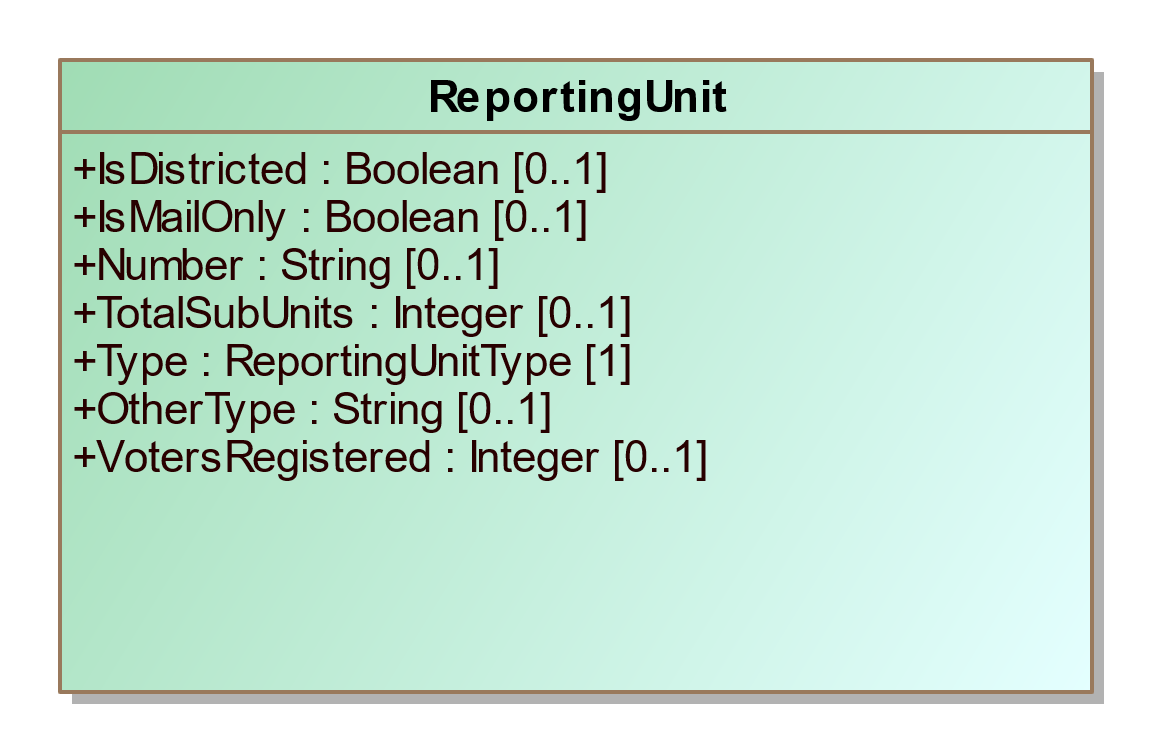 ReportingUnit
+IsDistricted : Boolean [0..1]
+IsMailOnly : Boolean [0..1]
+Number : String [0..1]
+TotalSubUnits : Integer [0..1]
+Type : ReportingUnitType [1]
+OtherType : String [0..1]
+VotersRegistered : Integer [0..1]